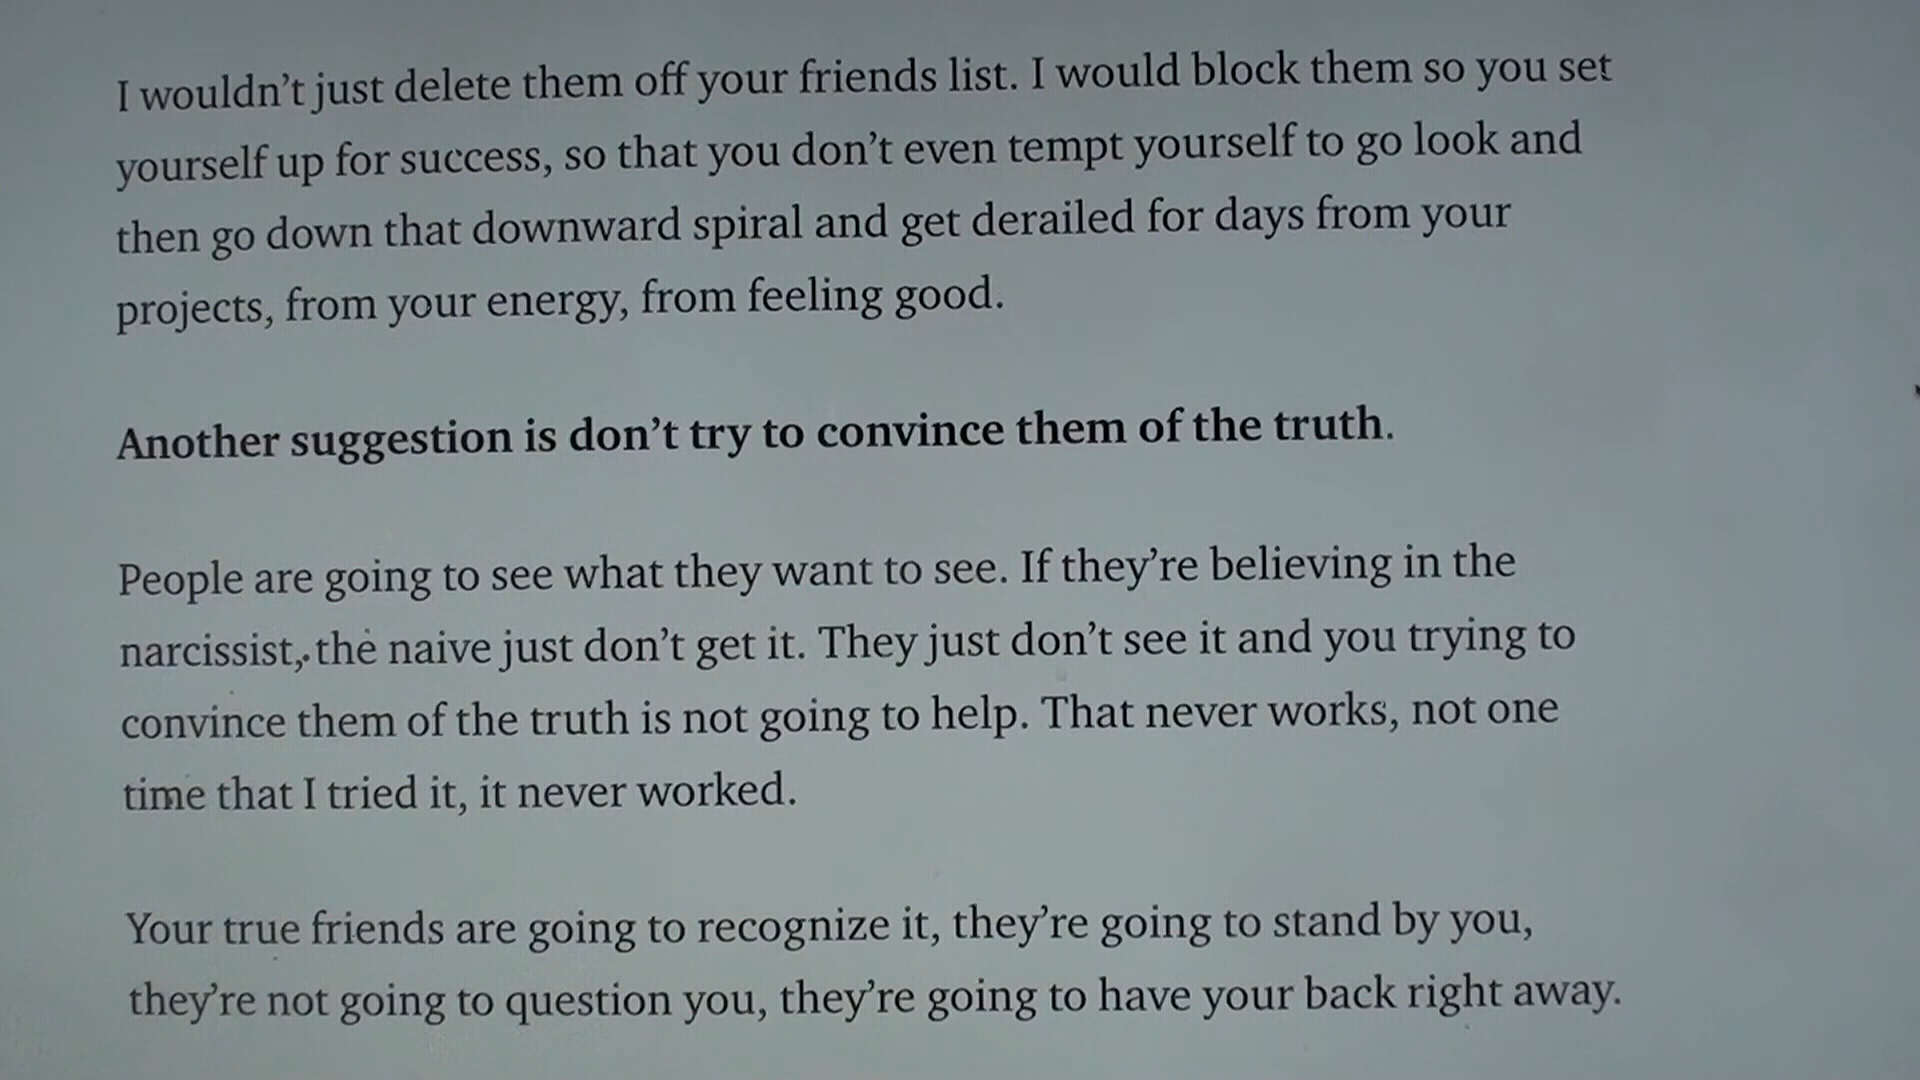 I wouldn't just delete them off your friends list. I would block them so you set
yourself up for success, so that you don't even tempt yourself to go look and
then go down that downward spiral and get derailed for days from your
projects, from your energy, from feeling good.
Another suggestion is don't try to convince them of the truth.
People are going to see what they want to see. If they're believing in the
narcissist, the naive just don't get it. They just don't see it and you trying to
convince them of the truth is not going to help. That never works, not one
time that I tried it, it never worked.
Your true friends are going to recognize it, they're going to stand by you,
they're not going to question you, they're going to have your back right away.